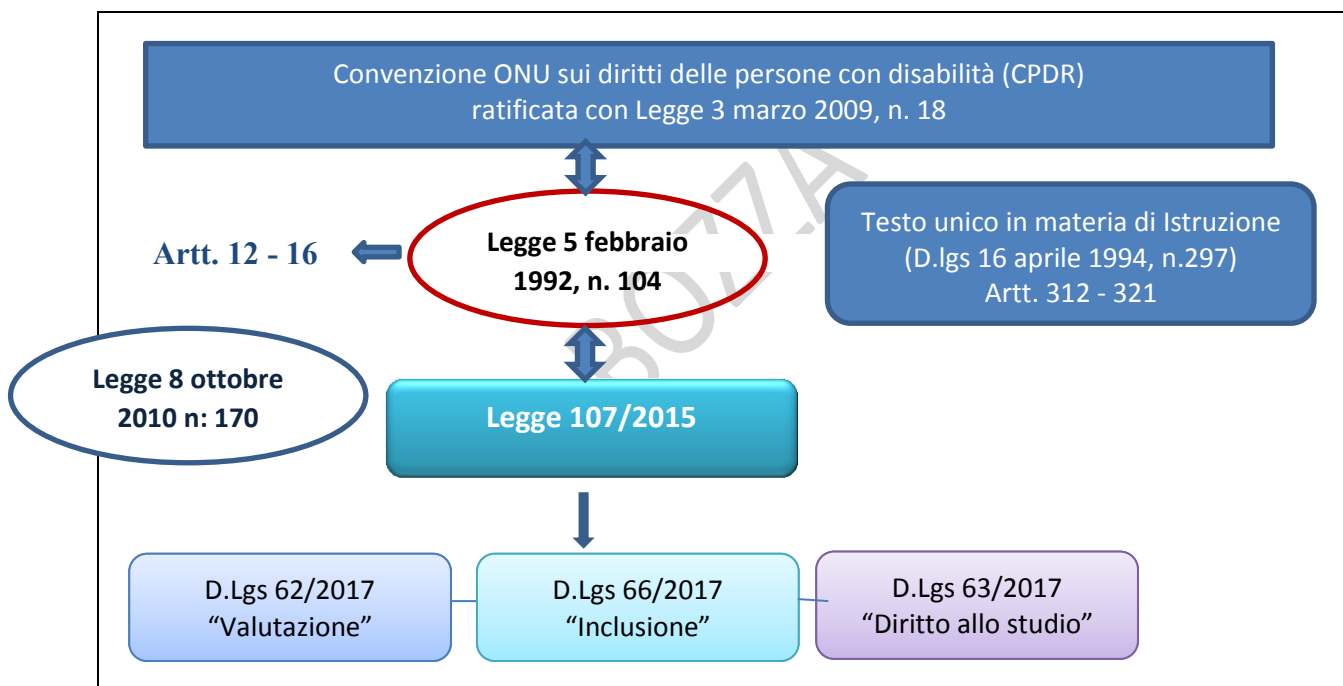 Convenzione ONU sui diritti delle persone con disabilità (CPDR)
ratificata con Legge 3 marzo 2009, n. 18
BOZZA
Testo unico in materia di Istruzione
(D.lgs 16 aprile 1994, n.297)
Artt. 312 - 321
Legge 5 febbraio
1992, n. 104
Artt. 12 - 16
Legge 8 ottobre
2010 n: 170
Legge 107/2015
D.Lgs 62/2017
“Valutazione”
D.Lgs 66/2017
“Inclusione”
D.Lgs 63/2017
“Diritto allo studio”